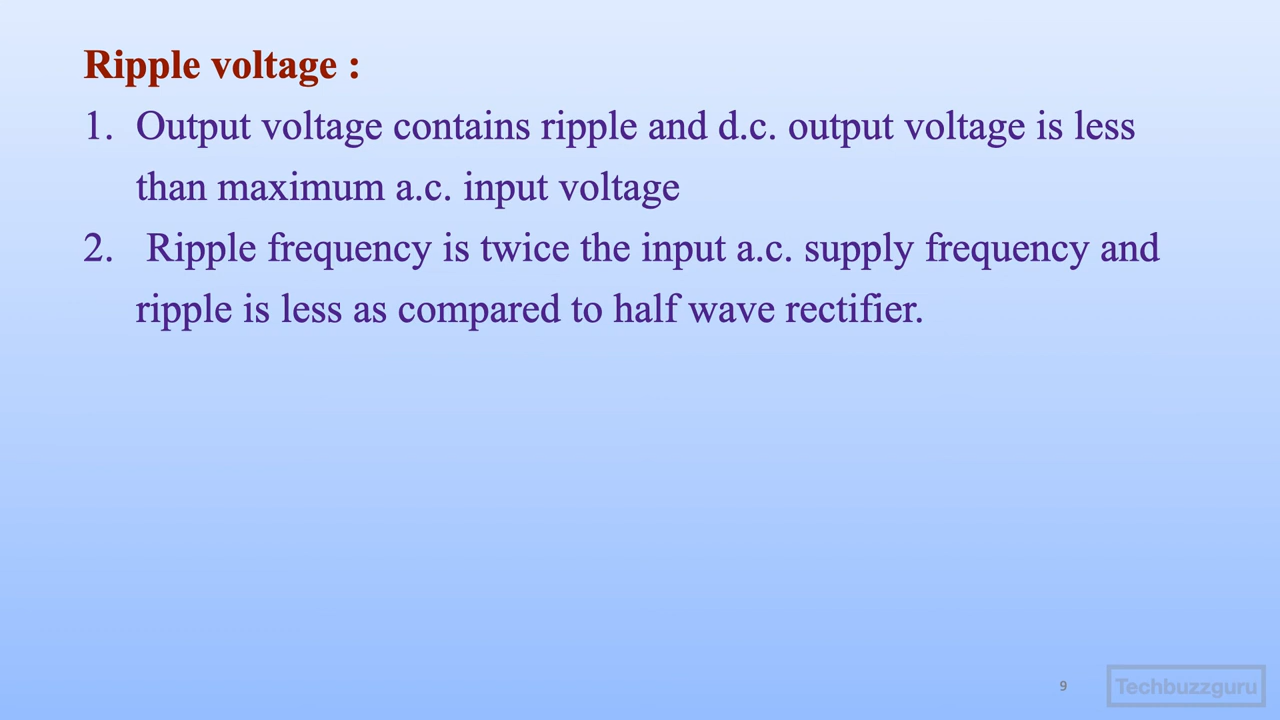 Ripple voltage :
1. Output voltage contains ripple and d.c. output voltage is less
than maximum a.c. input voltage
2. Ripple frequency is twice the input a.c. supply frequency and
ripple is less as compared to half wave rectifier.
9
Techbuzzguru